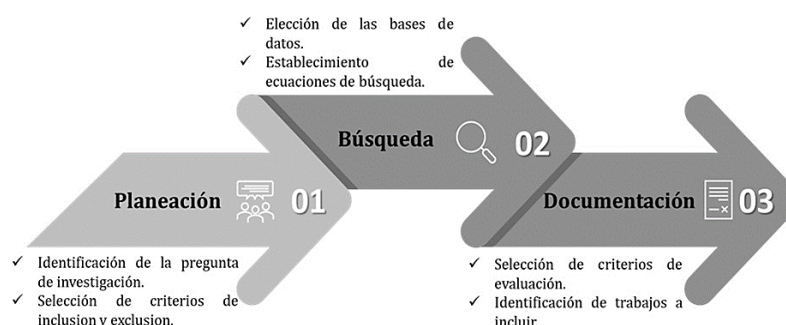 ✓ Elección de las bases de
datos.
✓ Establecimiento de
ecuaciones de búsqueda.
Búsqueda 02
Planeación 01
Documentación 03
✓ Identificación de la pregunta
de investigación.
✓ Selección de criterios de
inclusion y exclusion.
✓ Selección de criterios de
evaluación.
✓ Identificación de trabajos a
incluir